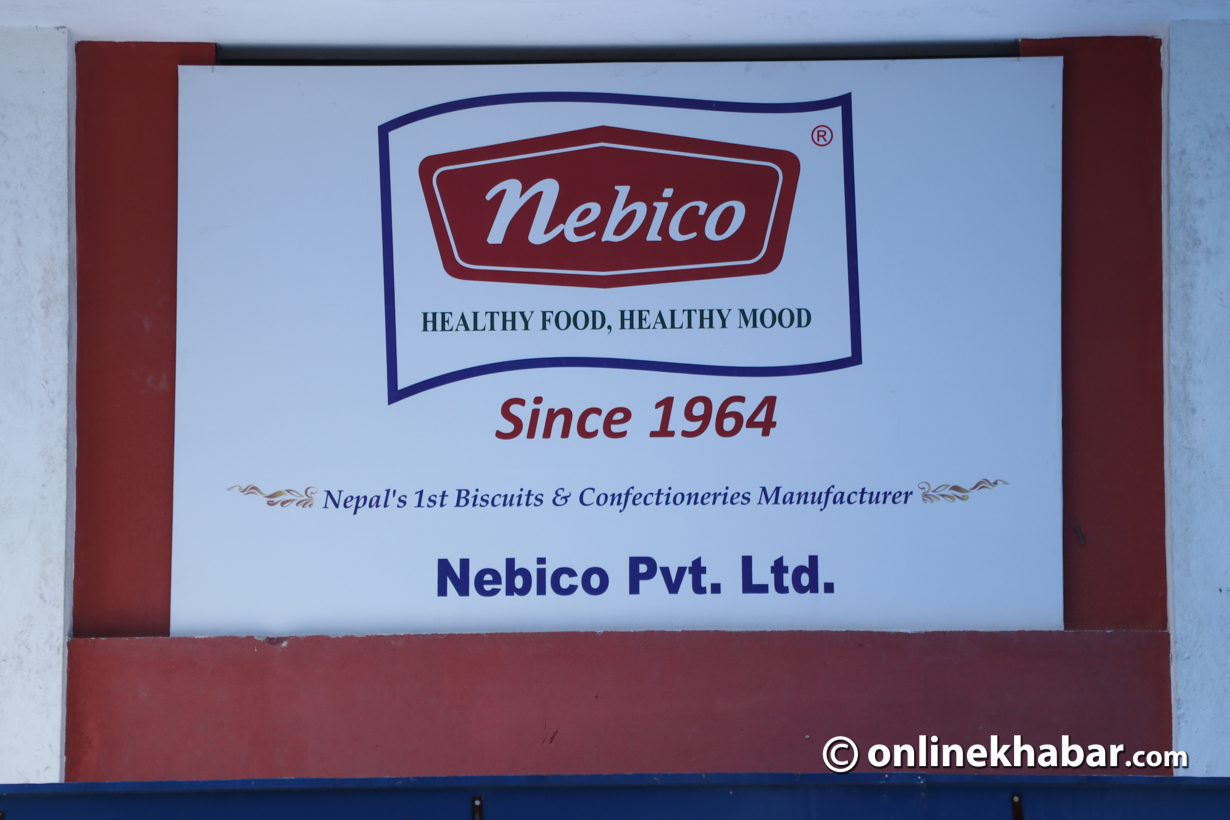 nebico
®
HEALTHY FOOD, HEALTHY MOOD
Since 1964
Nepal's 1st Biscuits & Confectioneries Manufacturer
Nebico Pvt. Ltd.
© onlinekhabar.com